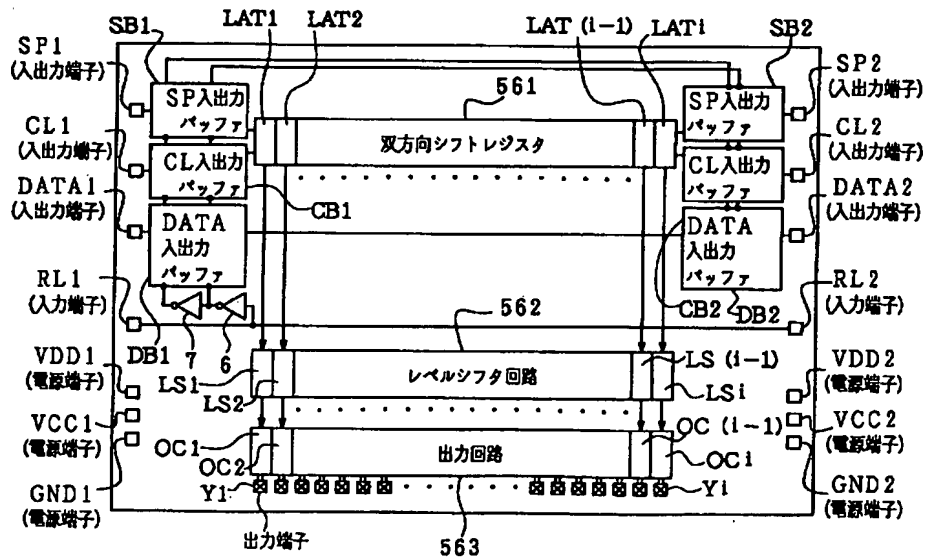 SB1
LAT1
LAT2
LAT (i-1)
LATi
SB2
SP1
(入出力端子)
CL1
(入出力端子)
DATA1
(入出力端子)
RL1
(入力端子)
VDD1
(電源端子)
VCC1
(電源端子)
GND1
(電源端子)
SP入出力
バッファ
CL入出力
バッファ
DATA
入出力
バッファ
CB1
DB1
7
6
561
双方向シフトレジスタ
562
レベルシフタ回路
LS1
LS2
LS (i-1)
LSi
OC1
OC2
出力回路
OC (i-1)
OCi
Y1
Yi
出力端子
563
SP入出力
バッファ
CL入出力
バッファ
DATA
入出力
バッファ
CB2
DB2
SP2
(入出力端子)
CL2
(入出力端子)
DATA2
(入出力端子)
RL2
(入力端子)
VDD2
(電源端子)
VCC2
(電源端子)
GND2
(電源端子)